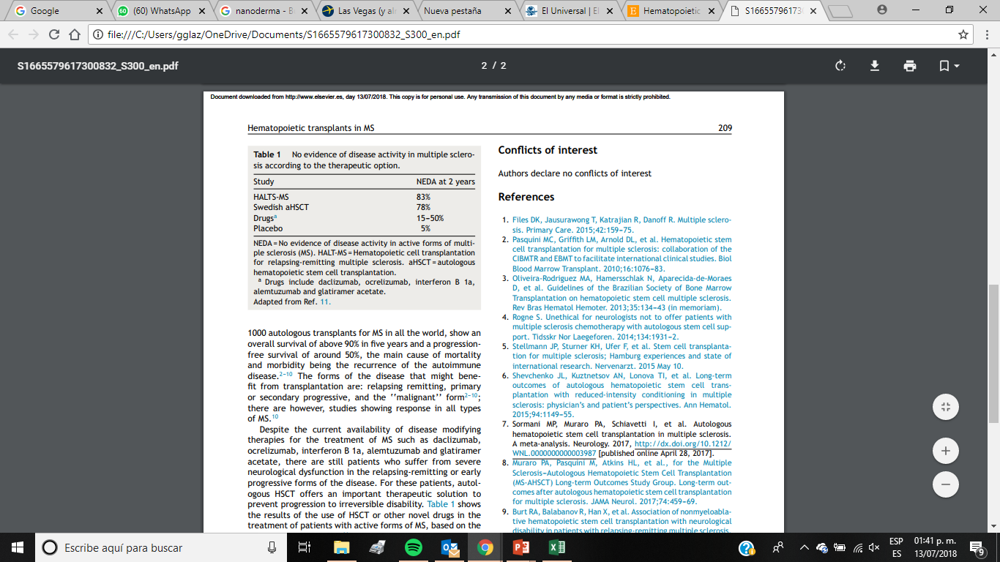 Google
(60) WhatsApp
nanoderma - B
Las Vegas (y al
Nueva pestaña
El Universal | E
Hematopoietic
S166557961730
file:///C:/Users/gglaz/OneDrive/Documents/S1665579617300832_S300_en.pdf
S1665579617300832_S300_en.pdf
2 / 2
Document downloaded from http://www.elsevier.es, day 13/07/2018. This copy is for personal use. Any transmission of this document by any media or format is strictly prohibited.
Hematopoietic transplants in MS
209
Table 1 No evidence of disease activity in multiple sclero-
sis according to the therapeutic option.
Study NEDA at 2 years
HALTS-MS 83%
Swedish aHSCT 78%
Drugsa 15–50%
Placebo 5%
NEDA = No evidence of disease activity in active forms of multi-
ple sclerosis (MS). HALT-MS = Hematopoietic cell transplantation
for relapsing-remitting multiple sclerosis. aHSCT = autologous
hematopoietic stem cell transplantation.
a Drugs include daclizumab, ocrelizumab, interferon B 1a,
alemtuzumab and glatiramer acetate.
Adapted from Ref. 11.
1000 autologous transplants for MS in all the world, show an
overall survival of above 90% in five years and a progression-
free survival of around 50%, the main cause of mortality
and morbidity being the recurrence of the autoimmune
disease.2–10 The forms of the disease that might bene-
fit from transplantation are: relapsing remitting, primary
or secondary progressive, and the ''malignant'' form2–10;
there are however, studies showing response in all types
of MS.10
Despite the current availability of disease modifying
therapies for the treatment of MS such as daclizumab,
ocrelizumab, interferon B 1a, alemtuzumab and glatiramer
acetate, there are still patients who suffer from severe
neurological dysfunction in the relapsing-remitting or early
progressive forms of the disease. For these patients, autol-
ogous HSCT offers an important therapeutic solution to
prevent progression to irreversible disability. Table 1 shows
the results of the use of HSCT or other novel drugs in the
treatment of patients with active forms of MS, based on the
Conflicts of interest
Authors declare no conflicts of interest
References
1. Files DK, Jausurawong T, Katrajian R, Danoff R. Multiple sclero-
sis. Primary Care. 2015;42:159–75.
2. Pasquini MC, Griffith LM, Arnold DL, et al. Hematopoietic stem
cell transplantation for multiple sclerosis: collaboration of the
CIBMTR and EBMT to facilitate international clinical studies. Biol
Blood Marrow Transplant. 2010;16:1076–83.
3. Oliveira-Rodriguez MA, Hamersschlak N, Aparecida-de-Moraes
D, et al. Guidelines of the Brazilian Society of Bone Marrow
Transplantation on hematopoietic stem cell multiple sclerosis.
Rev Bras Hematol Hemoter. 2013;35:134–43 (in memoriam).
4. Rogne S. Unethical for neurologists not to offer patients with
multiple sclerosis chemotherapy with autologous stem cell sup-
port. Tidsskr Nor Laegeforen. 2014;134:1931–2.
5. Stellmann JP, Sturner KH, Ufer F, et al. Stem cell transplanta-
tion for multiple sclerosis; Hamburg experiences and state of
international research. Nervenarzt. 2015 May 10.
6. Shevchenko JL, Kuztnetsov AN, Lonova TI, et al. Long-term
outcomes of autologous hematopoietic stem cell trans-
plantation with reduced-intensity conditioning in multiple
sclerosis: physician's and patient's perspectives. Ann Hematol.
2015;94:1149–55.
7. Sormani MP, Muraro PA, Schiavetti I, et al. Autologous
hematopoietic stem cell transplantation in multiple sclerosis.
A meta-analysis. Neurology. 2017, http://dx.doi.org/10.1212/
WNL.0000000000003987 [published online April 28, 2017].
8. Muraro PA, Pasquini M, Atkins HL, et al., for the Multiple
Sclerosis–Autologous Hematopoietic Stem Cell Transplantation
(MS-AHSCT) Long-term Outcomes Study Group. Long-term out-
comes after autologous hematopoietic stem cell transplantation
for multiple sclerosis. JAMA Neurol. 2017;74:459–69.
9. Burt RA, Balabanov R, Han X, et al. Association of nonmyeloabla-
tive hematopoietic stem cell transplantation with neurological
disability in patients with relapsing-remitting multiple sclerosis.
Escribe aquí para buscar
ESP
ES
01:41 p. m.
13/07/2018
9